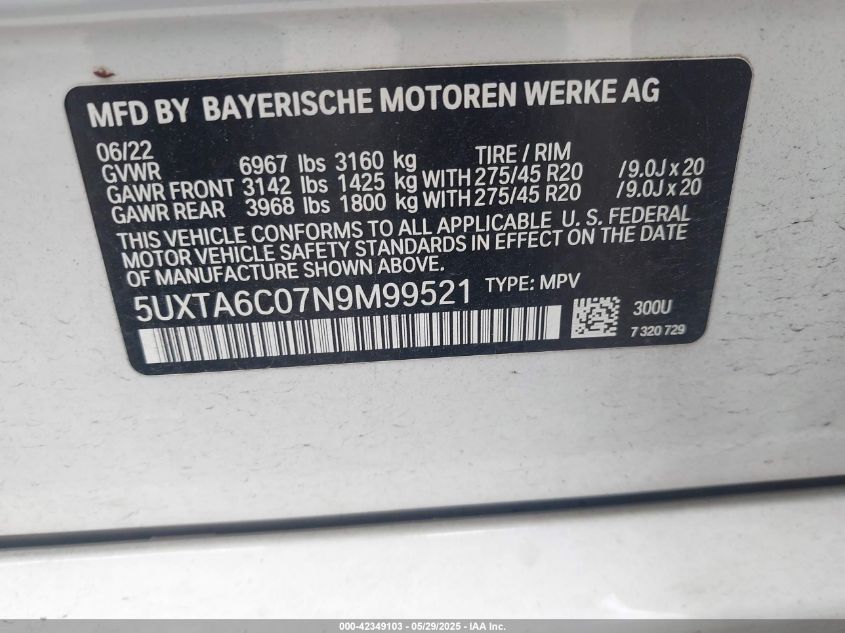 MFD BY BAYERISCHE MOTOREN WERKE AG
06/22
GVWR 6967 lbs 3160 kg TIRE / RIM
GAWR FRONT 3142 lbs 1425 kg WITH 275/45 R20 / 9.0J x 20
GAWR REAR 3968 lbs 1800 kg WITH 275/45 R20 / 9.0J x 20
THIS VEHICLE CONFORMS TO ALL APPLICABLE U. S. FEDERAL
MOTOR VEHICLE SAFETY STANDARDS IN EFFECT ON THE DATE
OF MANUFACTURE SHOWN ABOVE.
5UXTA6C07N9M99521 TYPE: MPV
300U
7 320 729
000-42349103 - 05/29/2025 - IAA Inc.